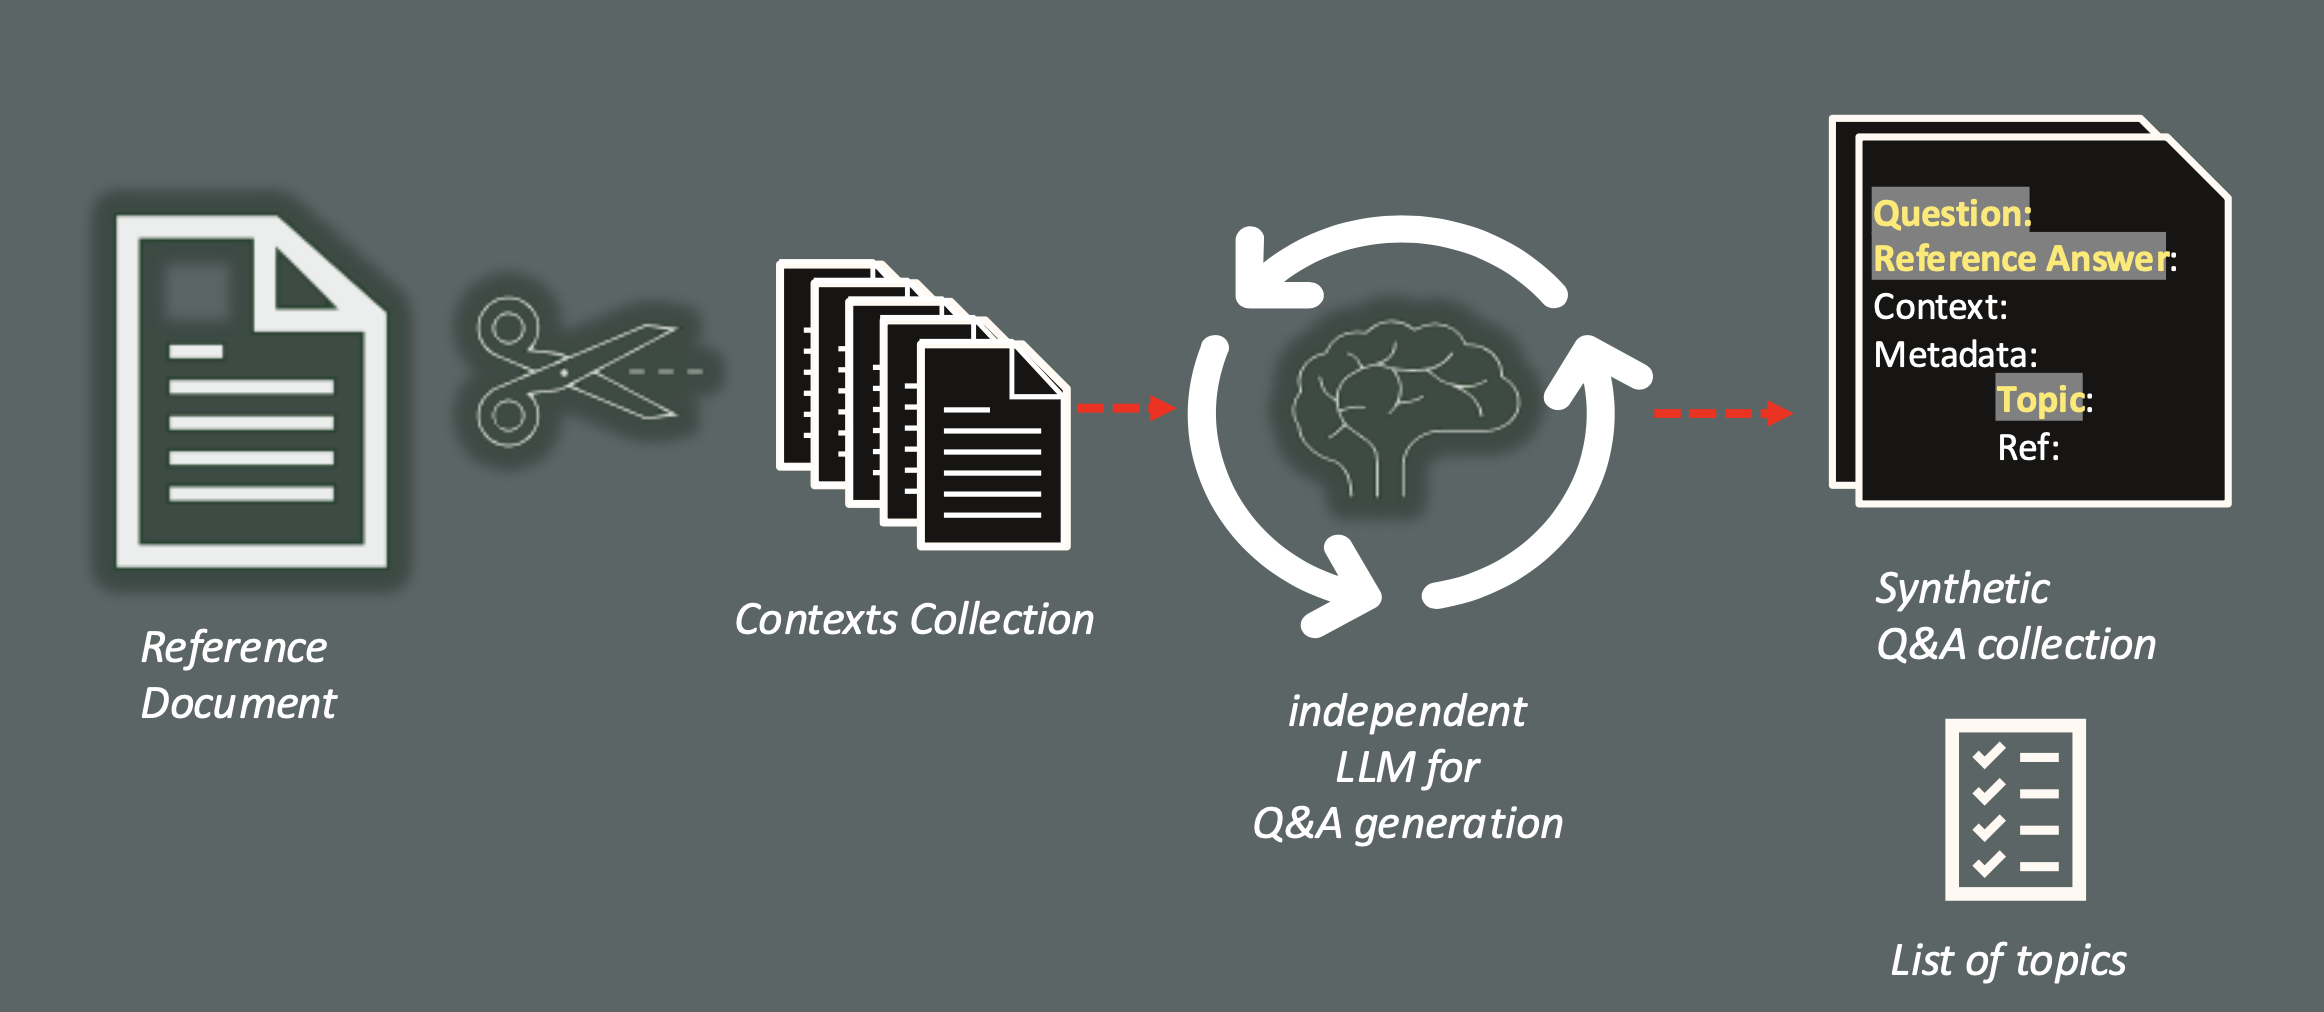 Reference
Document
Contexts Collection
independent
LLM for
Q&A generation
Question:
Reference Answer:
Context:
Metadata:
Topic:
Ref:
Synthetic
Q&A collection
List of topics